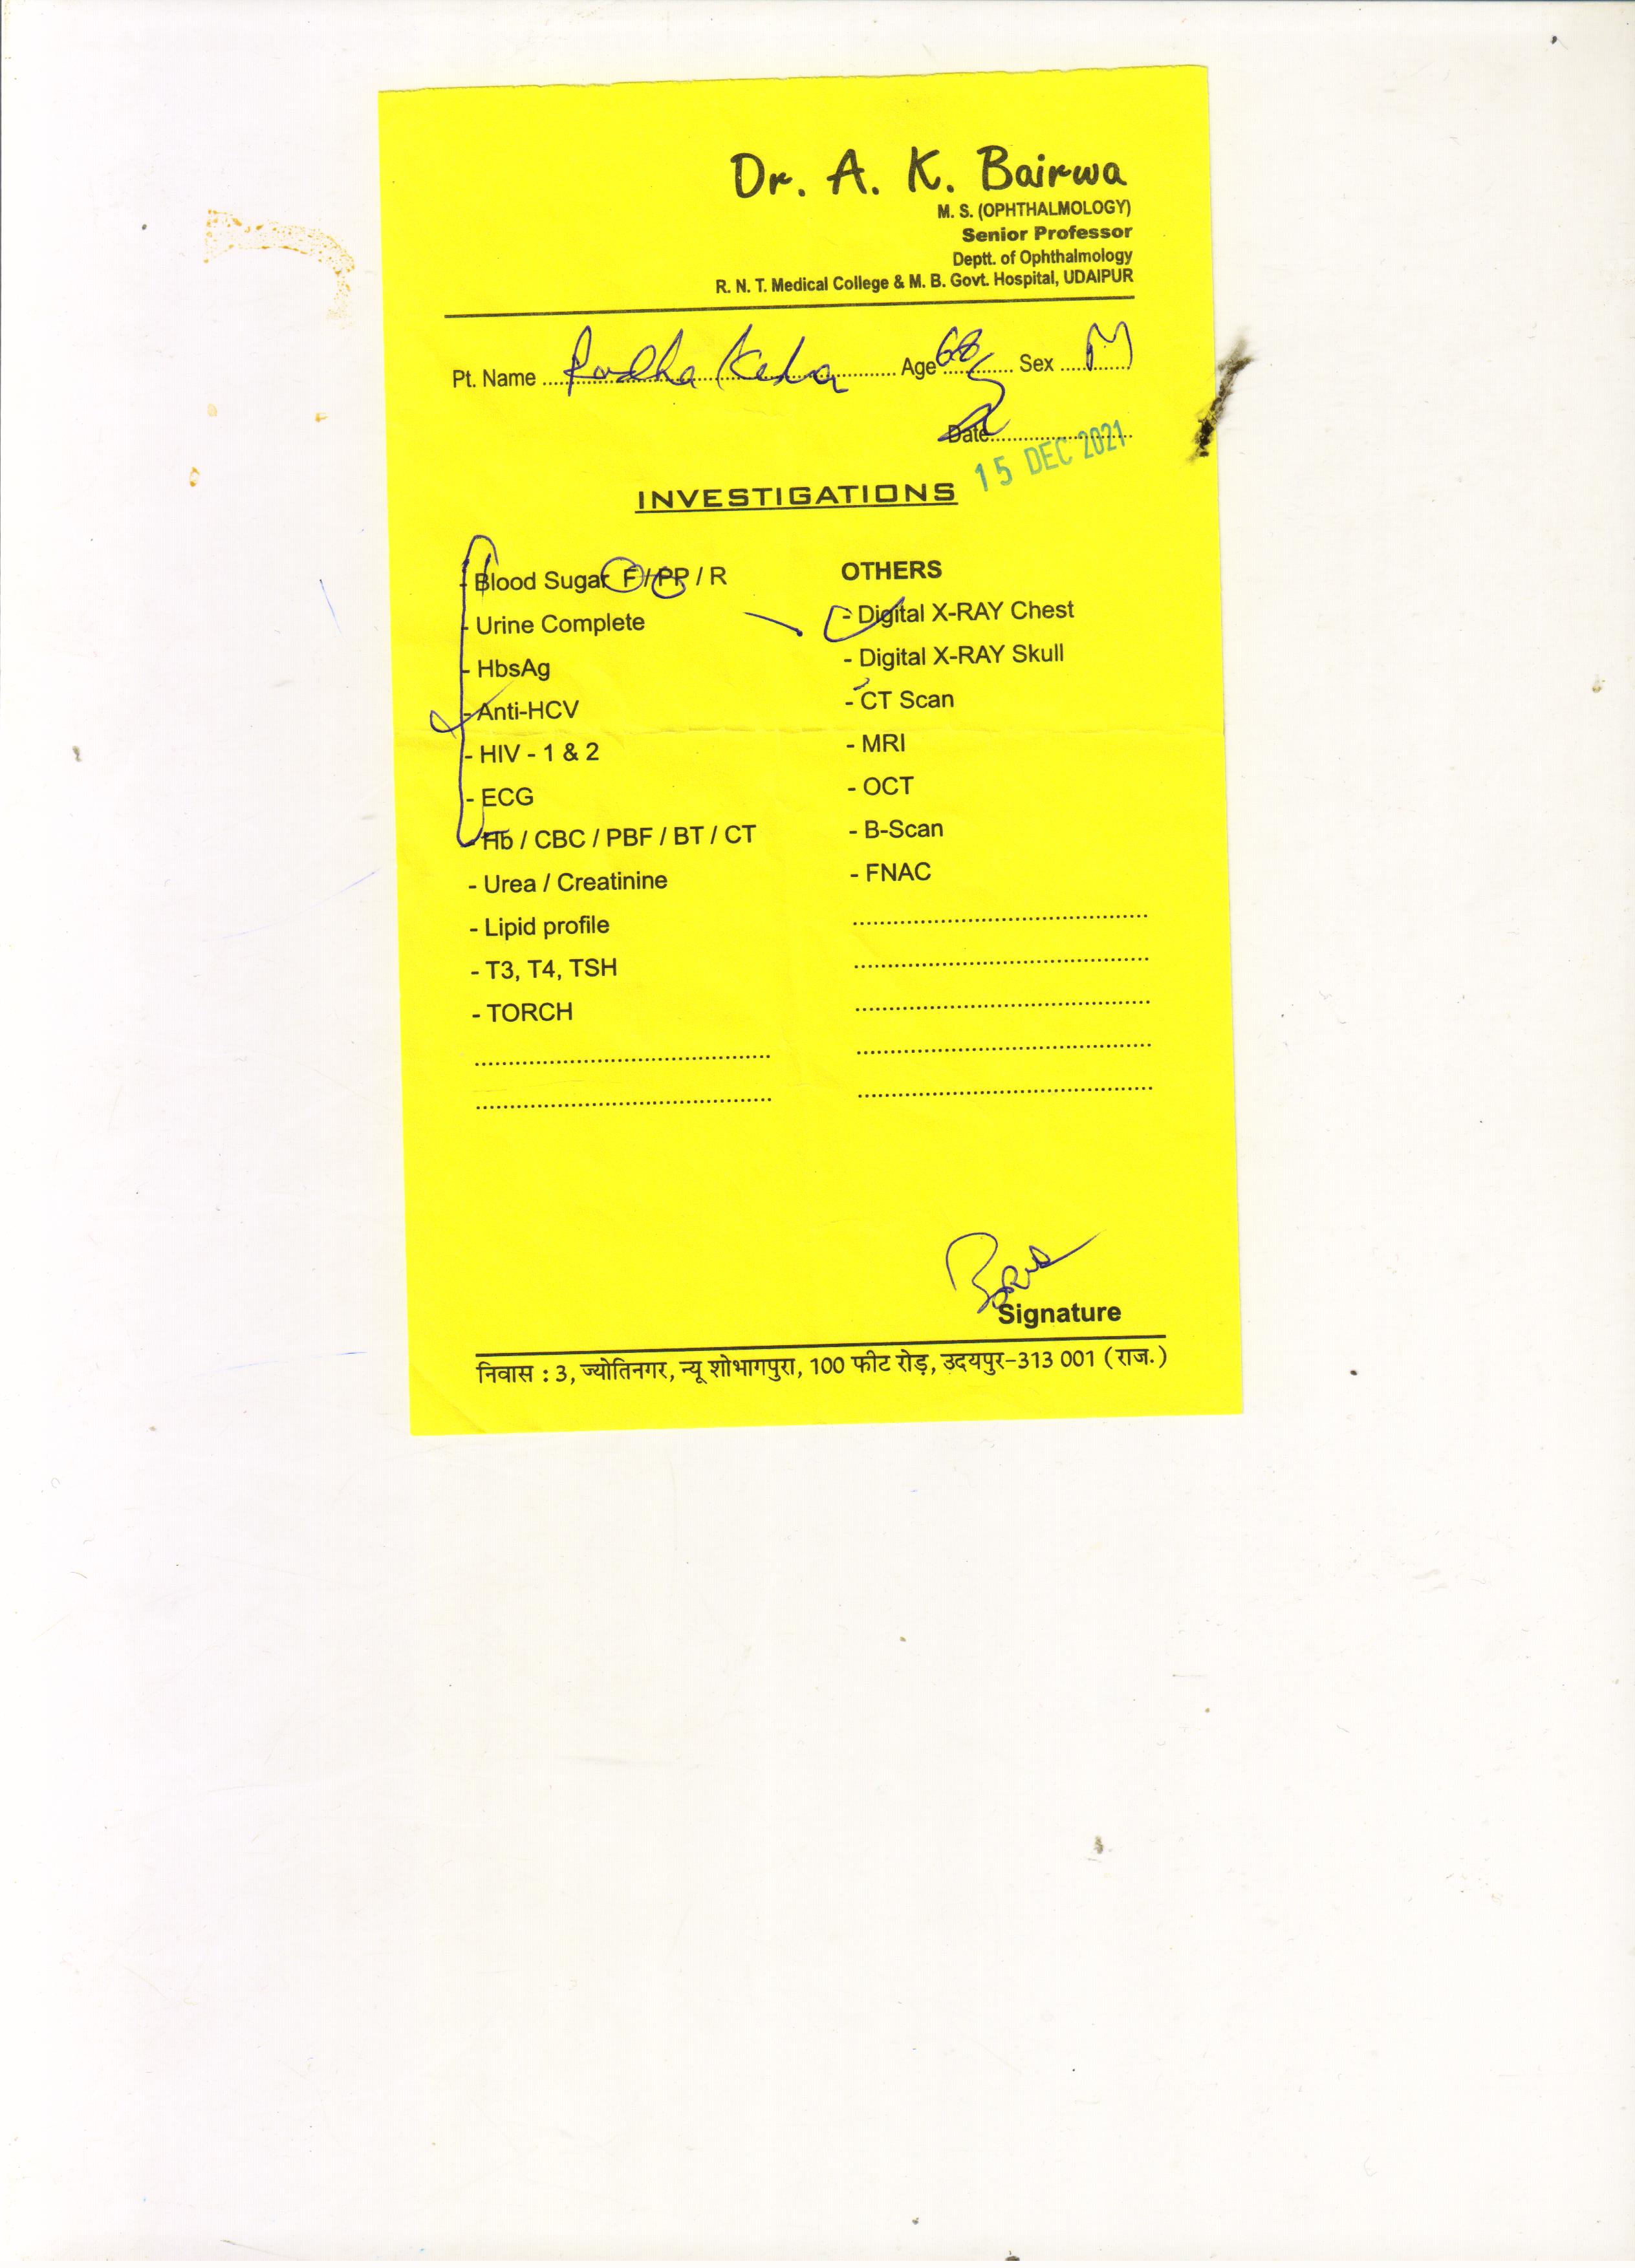 Dr. A. K. Bairwa
M. S. (OPHTHALMOLOGY)
Senior Professor
Deptt. of Ophthalmology
R. N. T. Medical College & M. B. Govt. Hospital, UDAIPUR
Pt. Name Radha Age 68 Sex M
Date
15 DEC 2021
INVESTIGATIONS
- Blood Sugar F / PP / R
- Urine Complete
- HbsAg
- Anti-HCV
- HIV - 1 & 2
- ECG
- Hb / CBC / PBF / BT / CT
- Urea / Creatinine
- Lipid profile
- T3, T4, TSH
- TORCH
OTHERS
- Digital X-RAY Chest
- Digital X-RAY Skull
- CT Scan
- MRI
- OCT
- B-Scan
- FNAC
Signature
निवास : 3, ज्योतिनगर, न्यू शोभागपुरा, 100 फीट रोड़, उदयपुर-313 001 (राज.)